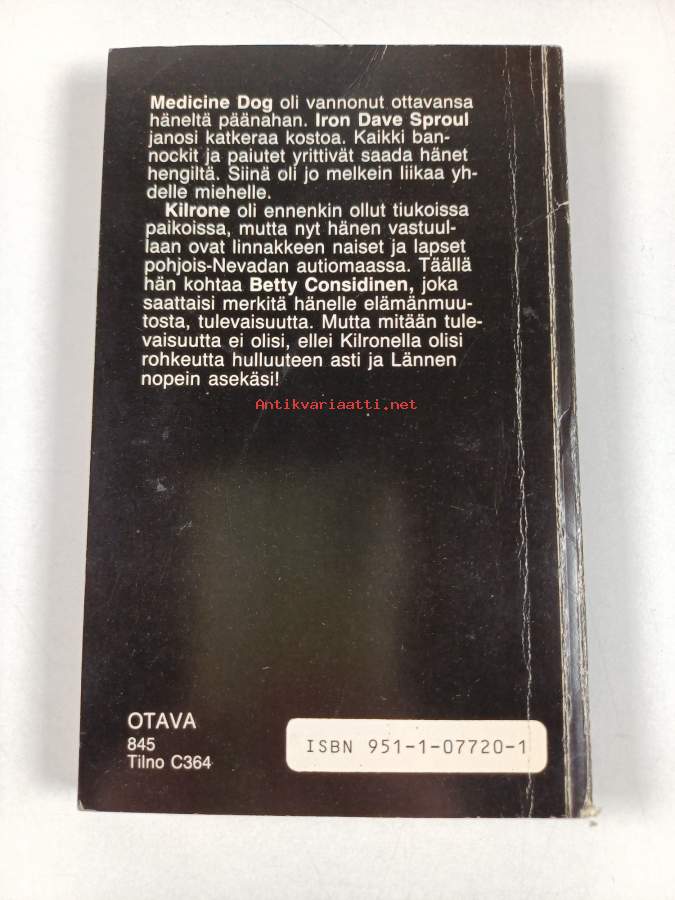 Medicine Dog oli vannonut ottavansa
häneltä päänahan. Iron Dave Sproul
janosi katkeraa kostoa. Kaikki ban-
nockit ja paiutet yrittivät saada hänet
hengiltä. Siinä oli jo melkein liikaa yh-
delle miehelle.
Kilrone oli ennenkin ollut tiukoissa
paikoissa, mutta nyt hänen vastuul-
laan ovat linnakkeen naiset ja lapset
pohjois-Nevadan autiomaassa. Täällä
hän kohtaa Betty Considinen, joka
saattaisi merkitä hänelle elämänmuu-
tosta, tulevaisuutta. Mutta mitään tule-
vaisuutta ei olisi, ellei Kilronella olisi
rohkeutta hulluuteen asti ja Lännen
nopein asekäsi!
Antikvariaatti.net
OTAVA
845
Tilno C364
ISBN 951-1-07720-1